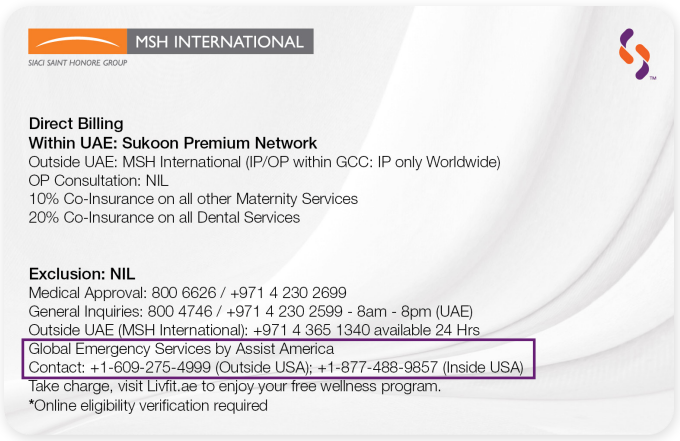 MSH INTERNATIONAL
SIACI SAINT HONORE GROUP
TM
Direct Billing
Within UAE: Sukoon Premium Network
Outside UAE: MSH International (IP/OP within GCC: IP only Worldwide)
OP Consultation: NIL
10% Co-Insurance on all other Maternity Services
20% Co-Insurance on all Dental Services
Exclusion: NIL
Medical Approval: 800 6626 / +971 4 230 2699
General Inquiries: 800 4746 / +971 4 230 2599 - 8am - 8pm (UAE)
Outside UAE (MSH International): +971 4 365 1340 available 24 Hrs
Global Emergency Services by Assist America
Contact: +1-609-275-4999 (Outside USA); +1-877-488-9857 (Inside USA)
Take charge, visit Livfit.ae to enjoy your free wellness program.
*Online eligibility verification required